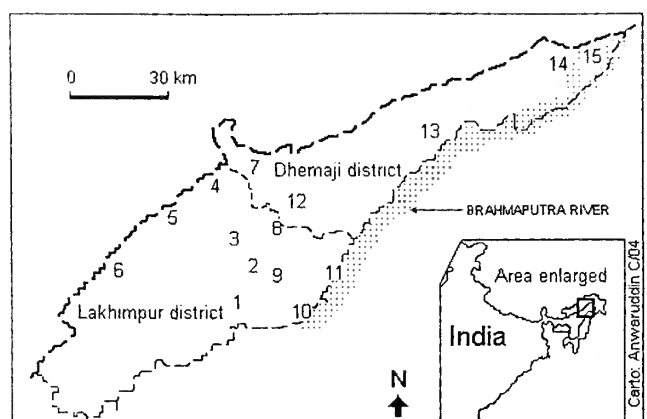 0 30 km
14 15
13
7
Dhemaji district
4
12
5
BRAHMAPUTRA RIVER
3
8
6
2
9
11
Area enlarged
Lakhimpur district
1
10
India
N
Carto: Anwaruddin C/04